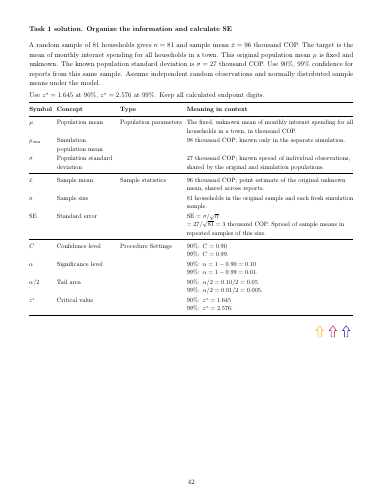 Task 1 solution. Organize the information and calculate SE
A random sample of 81 households gives n = 81 and sample mean x̄ = 96 thousand COP. The target is the
mean of monthly internet spending for all households in a town. This original population mean μ is fixed and
unknown. The known population standard deviation is σ = 27 thousand COP. Use 90%, 99% confidence for
reports from this same sample. Assume independent random observations and normally distributed sample
means under the model.
Use z* = 1.645 at 90%, z* = 2.576 at 99%. Keep all calculated endpoint digits.
Symbol Concept Type Meaning in context
μ Population mean Population parameters The fixed, unknown mean of monthly internet spending for all
households in a town, in thousand COP.
μsim Simulation 98 thousand COP; known only in the separate simulation.
population mean
σ Population standard 27 thousand COP; known spread of individual observations,
deviation shared by the original and simulation populations.
x̄ Sample mean Sample statistics 96 thousand COP; point estimate of the original unknown
mean, shared across reports.
n Sample size 81 households in the original sample and each fresh simulation
sample.
SE Standard error SE = σ/√n
= 27/√81 = 3 thousand COP. Spread of sample means in
repeated samples of this size.
C Confidence level Procedure Settings 90%: C = 0.90
99%: C = 0.99.
α Significance level 90%: α = 1 − 0.90 = 0.10
99%: α = 1 − 0.99 = 0.01.
α/2 Tail area 90%: α/2 = 0.10/2 = 0.05
99%: α/2 = 0.01/2 = 0.005.
z* Critical value 90%: z* = 1.645
99%: z* = 2.576.
42